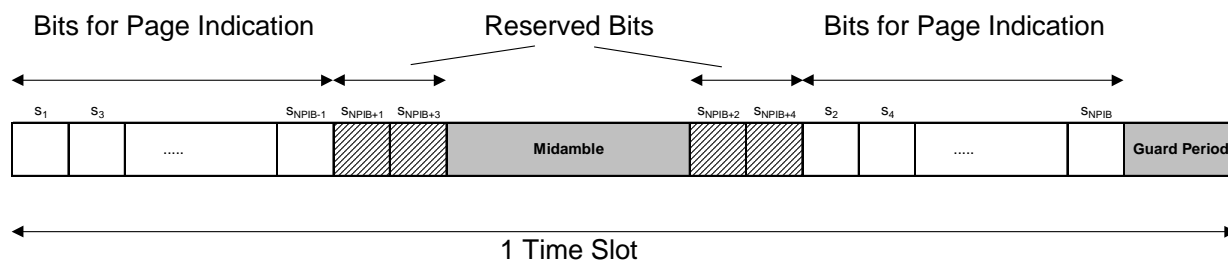 Bits for Page Indication Reserved Bits Bits for Page Indication
s1 s3 sNPIB-1 sNPIB+1 sNPIB+3 sNPIB+2 sNPIB+4 s2 s4 sNPIB
..... Midamble ..... Guard Period
1 Time Slot